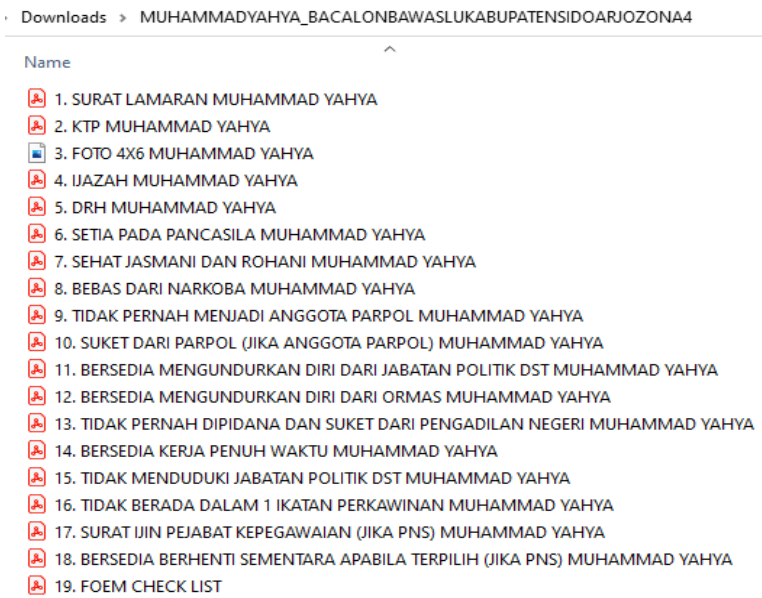 Downloads > MUHAMMADYAHYA_BACALONBAWASLUKABUPATENSIDOARJOZONA4
Name
1. SURAT LAMARAN MUHAMMAD YAHYA
2. KTP MUHAMMAD YAHYA
3. FOTO 4X6 MUHAMMAD YAHYA
4. IJAZAH MUHAMMAD YAHYA
5. DRH MUHAMMAD YAHYA
6. SETIA PADA PANCASILA MUHAMMAD YAHYA
7. SEHAT JASMANI DAN ROHANI MUHAMMAD YAHYA
8. BEBAS DARI NARKOBA MUHAMMAD YAHYA
9. TIDAK PERNAH MENJADI ANGGOTA PARPOL MUHAMMAD YAHYA
10. SUKET DARI PARPOL (JIKA ANGGOTA PARPOL) MUHAMMAD YAHYA
11. BERSEDIA MENGUNDURKAN DIRI DARI JABATAN POLITIK DST MUHAMMAD YAHYA
12. BERSEDIA MENGUNDURKAN DIRI DARI ORMAS MUHAMMAD YAHYA
13. TIDAK PERNAH DIPIDANA DAN SUKET DARI PENGADILAN NEGERI MUHAMMAD YAHYA
14. BERSEDIA KERJA PENUH WAKTU MUHAMMAD YAHYA
15. TIDAK MENDUDUKI JABATAN POLITIK DST MUHAMMAD YAHYA
16. TIDAK BERADA DALAM 1 IKATAN PERKAWINAN MUHAMMAD YAHYA
17. SURAT IJIN PEJABAT KEPEGAWAIAN (JIKA PNS) MUHAMMAD YAHYA
18. BERSEDIA BERHENTI SEMENTARA APABILA TERPILIH (JIKA PNS) MUHAMMAD YAHYA
19. FOEM CHECK LIST